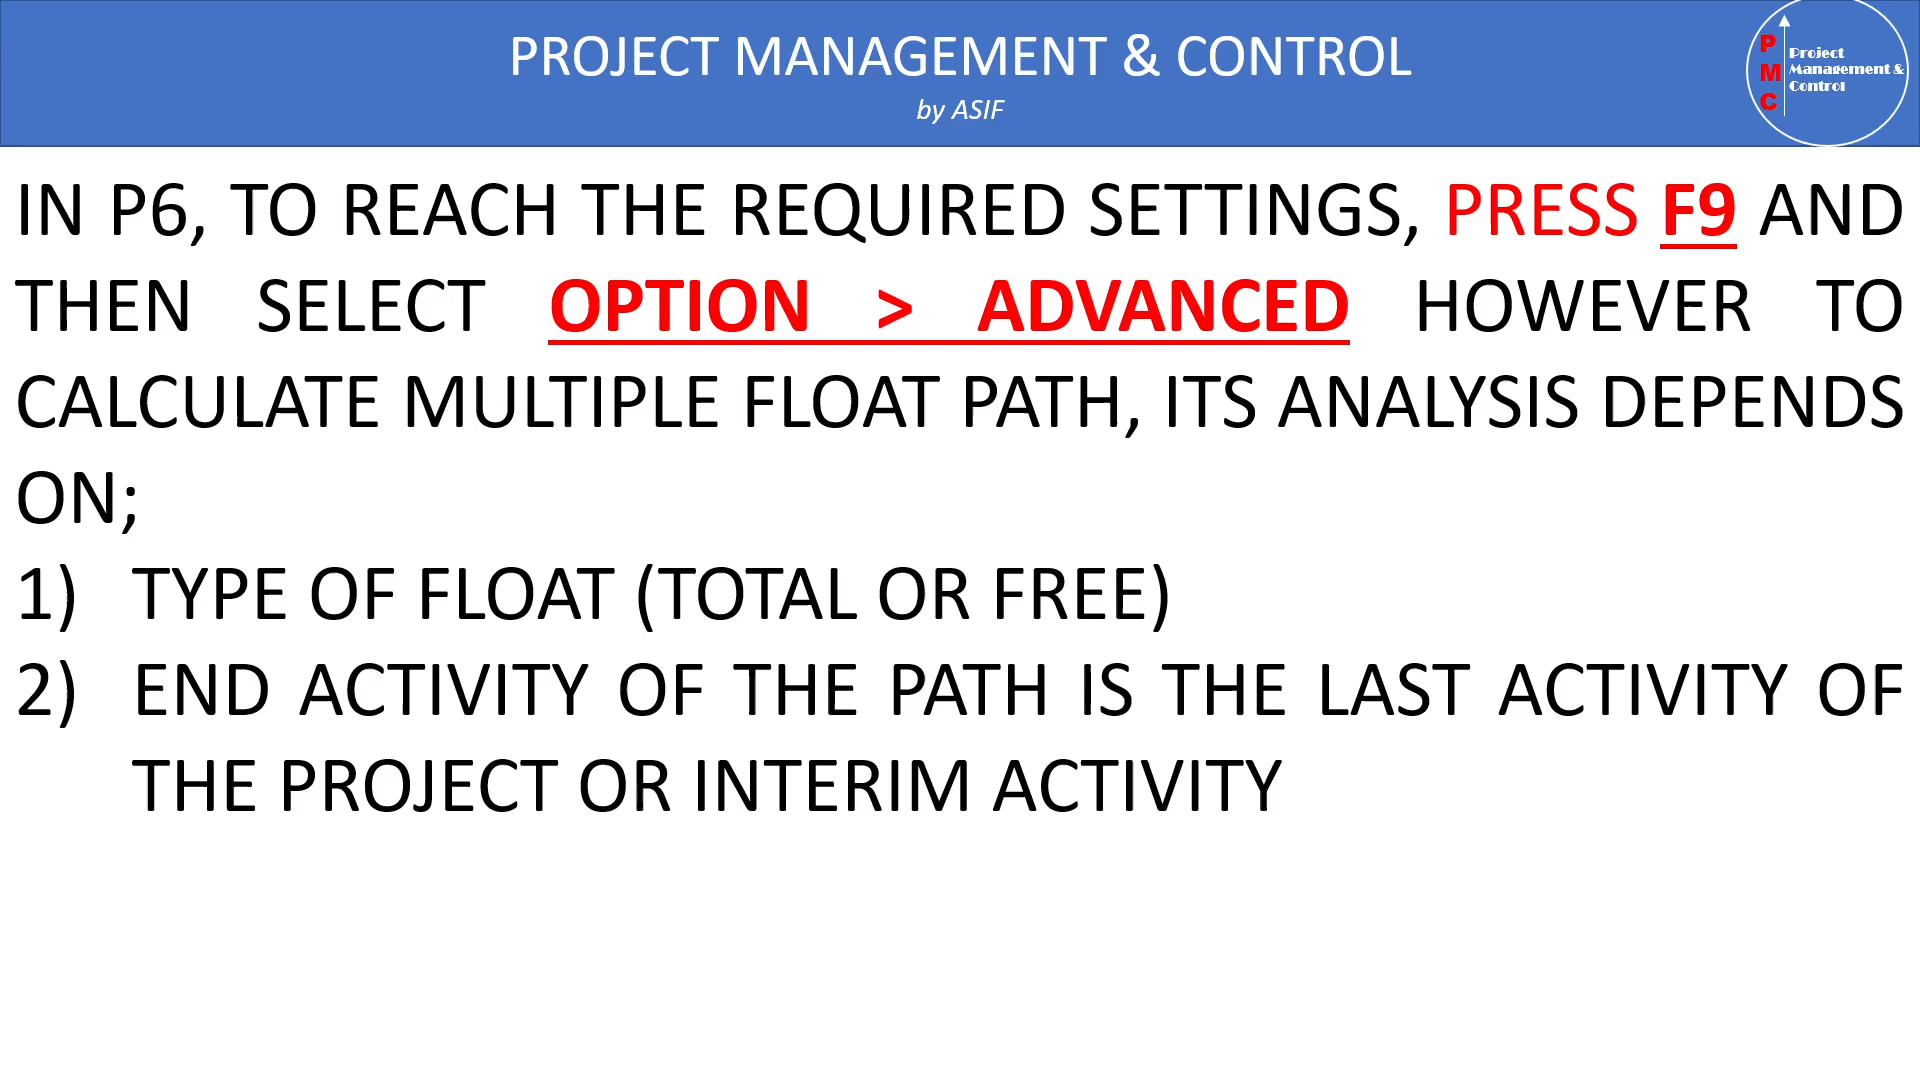 PROJECT MANAGEMENT & CONTROL
by ASIF
P
M
C
Project
Management &
Control
IN P6, TO REACH THE REQUIRED SETTINGS, PRESS F9 AND
THEN SELECT OPTION > ADVANCED HOWEVER TO
CALCULATE MULTIPLE FLOAT PATH, ITS ANALYSIS DEPENDS
ON;
1) TYPE OF FLOAT (TOTAL OR FREE)
2) END ACTIVITY OF THE PATH IS THE LAST ACTIVITY OF
THE PROJECT OR INTERIM ACTIVITY